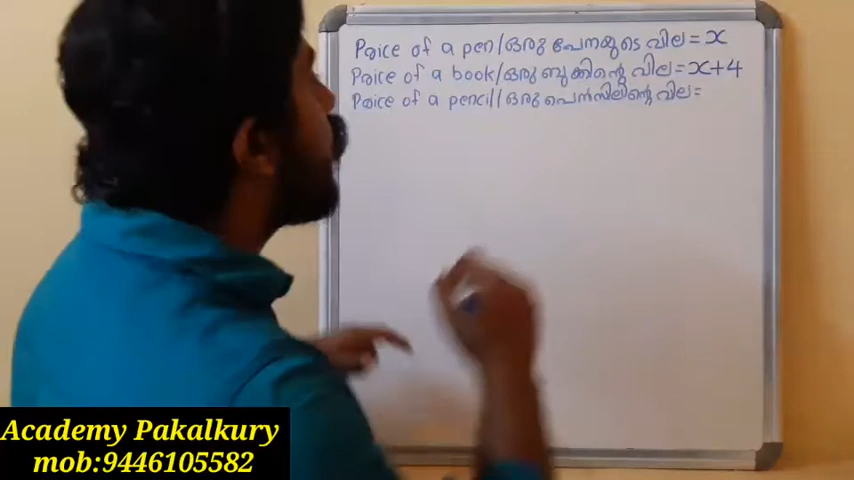 Price of a pen/ഒരു പേനയുടെ വില = x
Price of a book/ഒരു ബുക്കിന്റെ വില = x+4
Price of a pencil/ഒരു പെൻസിലിന്റെ വില =
Academy Pakalkury
mob:9446105582